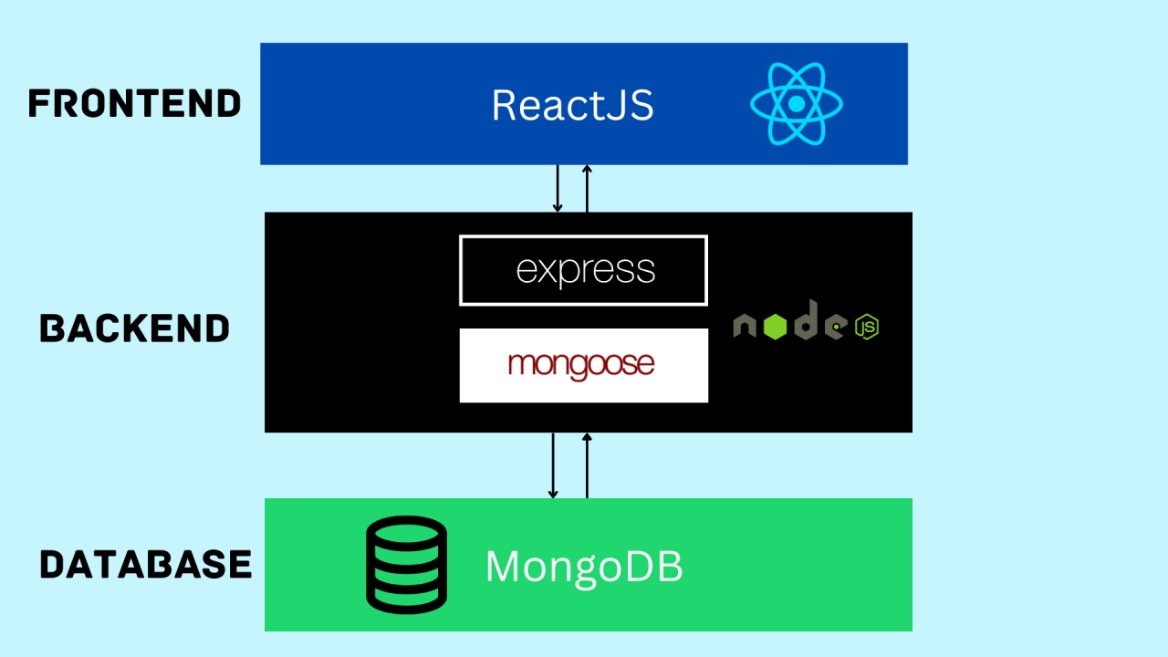 FRONTEND
ReactJS
BACKEND
express
mongoose
node
JS
DATABASE
MongoDB